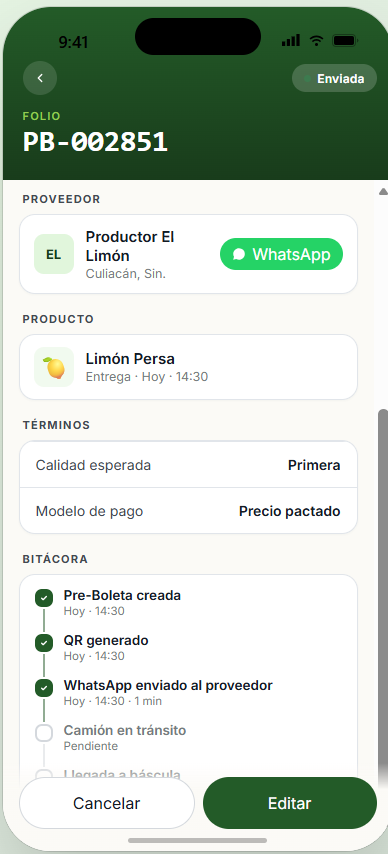 9:41
Enviada
FOLIO
PB-002851
PROVEEDOR
EL
Productor El
Limón
Culiacán, Sin.
WhatsApp
PRODUCTO
Limón Persa
Entrega · Hoy · 14:30
TÉRMINOS
Calidad esperada
Primera
Modelo de pago
Precio pactado
BITÁCORA
Pre-Boleta creada
Hoy · 14:30
QR generado
Hoy · 14:30
WhatsApp enviado al proveedor
Hoy · 14:30 · 1 min
Camión en tránsito
Pendiente
Llegada a báscula
Cancelar
Editar